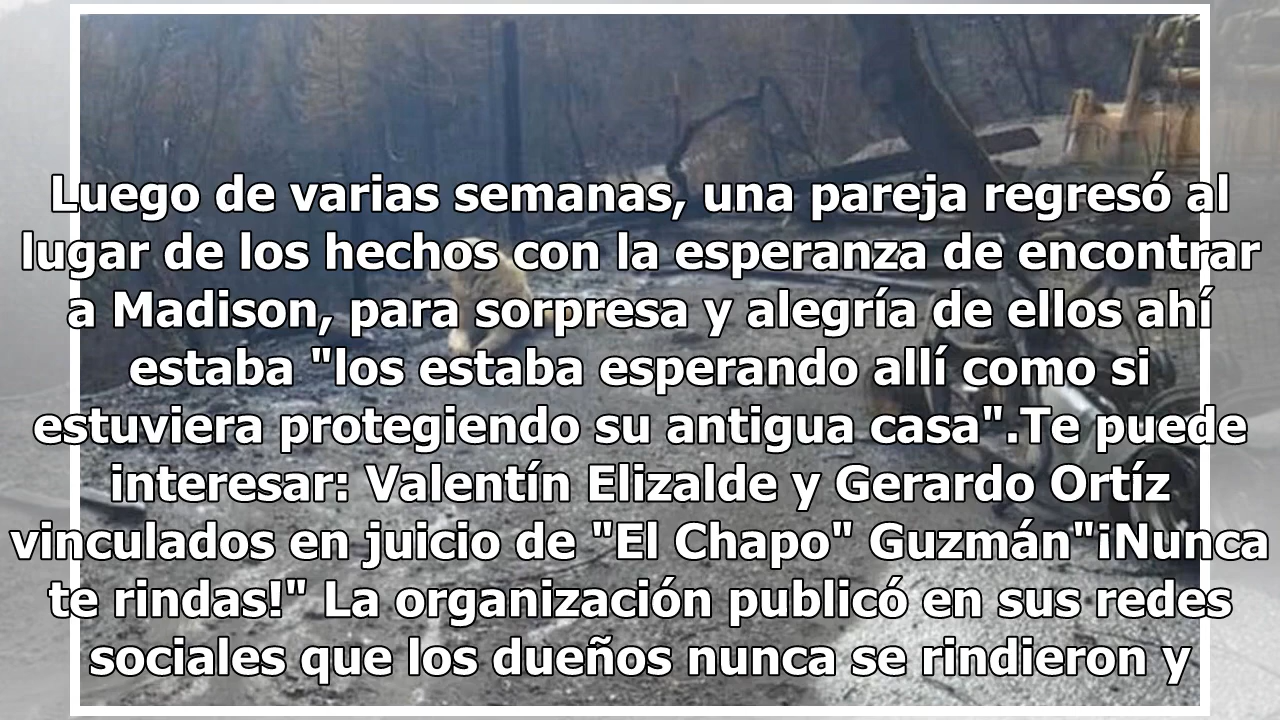 Luego de varias semanas, una pareja regresó al
lugar de los hechos con la esperanza de encontrar
a Madison, para sorpresa y alegría de ellos ahí
estaba "los estaba esperando allí como si
estuviera protegiendo su antigua casa".Te puede
interesar: Valentín Elizalde y Gerardo Ortíz
vinculados en juicio de "El Chapo" Guzmán"¡Nunca
te rindas!" La organización publicó en sus redes
sociales que los dueños nunca se rindieron y